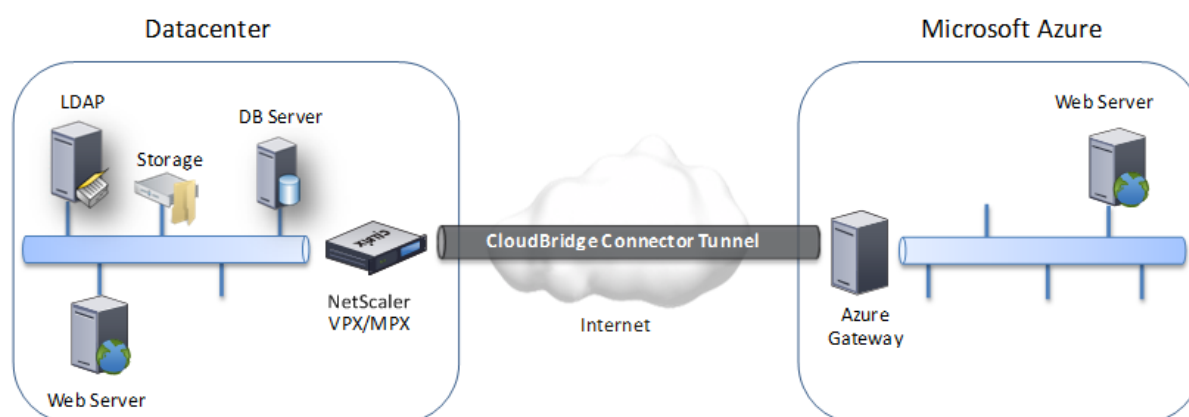 Datacenter
Microsoft Azure
LDAP
DB Server
Storage
Web Server
citrix
CloudBridge Connector Tunnel
NetScaler
VPX/MPX
Internet
Azure
Gateway
Web Server